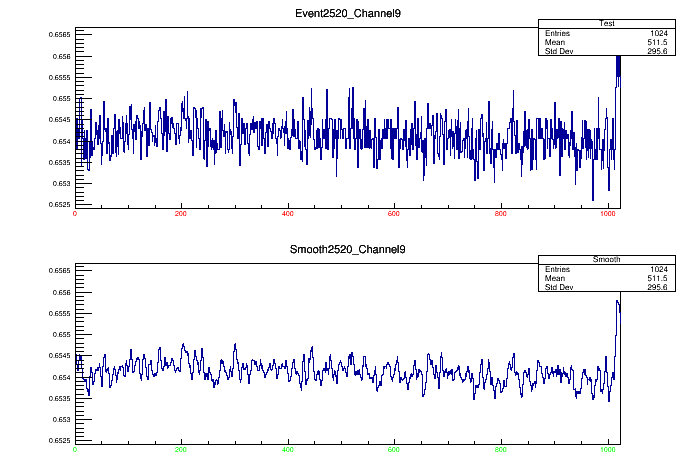 Event2520_Channel9
Test
Entries 1024
Mean 511.5
Std Dev 295.6
0.6565
0.656
0.6555
0.655
0.6545
0.654
0.6535
0.653
0.6525
0 200 400 600 800 1000
Smooth2520_Channel9
Smooth
Entries 1024
Mean 511.5
Std Dev 295.6
0.6565
0.656
0.6555
0.655
0.6545
0.654
0.6535
0.653
0.6525
0 200 400 600 800 1000